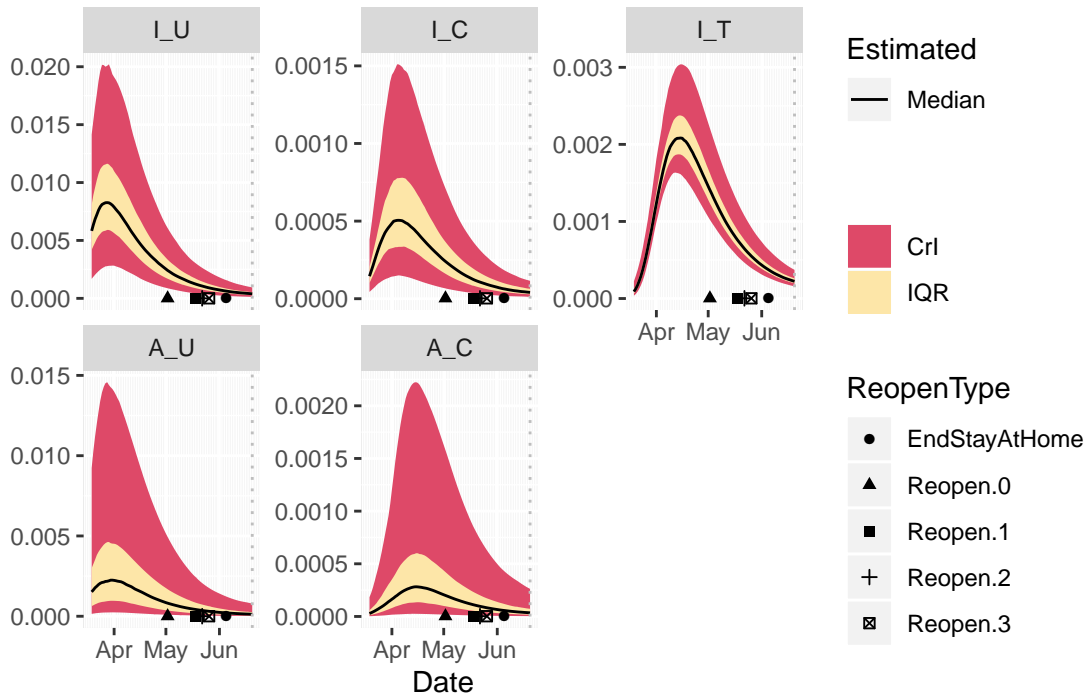 I_U
I_C
I_T
0.020
0.015
0.010
0.005
0.000
0.0015
0.0010
0.0005
0.0000
0.003
0.002
0.001
0.000
Apr May Jun
A_U
A_C
0.015
0.010
0.005
0.000
Apr May Jun
0.0020
0.0015
0.0010
0.0005
0.0000
Apr May Jun
Date
Estimated
Median
CrI
IQR
ReopenType
EndStayAtHome
Reopen.0
Reopen.1
Reopen.2
Reopen.3